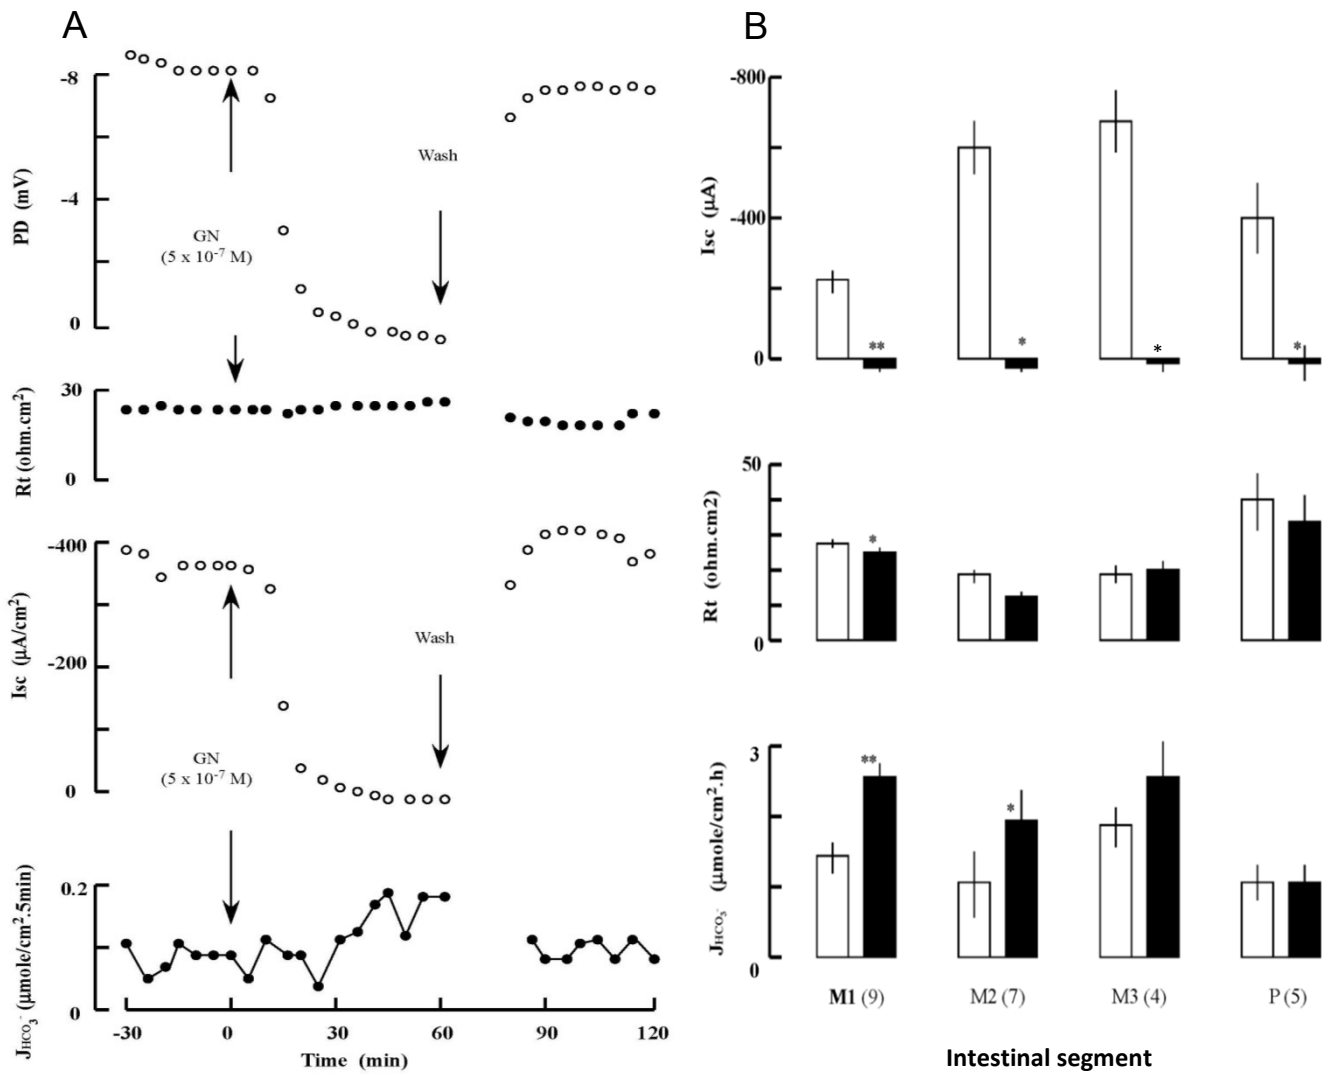 A
B
-8
-4
0
PD (mV)
GN
(5 x 10⁻⁷ M)
Wash
30
0
Rt (ohm.cm²)
-400
-200
0
Isc (µA/cm²)
GN
(5 x 10⁻⁷ M)
Wash
0.2
0
JHCO₃⁻ (µmole/cm².5min)
-30 0 30 60 90 120
Time (min)
-800
-400
0
Isc (µA)
** * * *
50
0
Rt (ohm.cm2)
*
3
0
JHCO₃⁻ (µmole/cm².h)
** *
M1 (9) M2 (7) M3 (4) P (5)
Intestinal segment